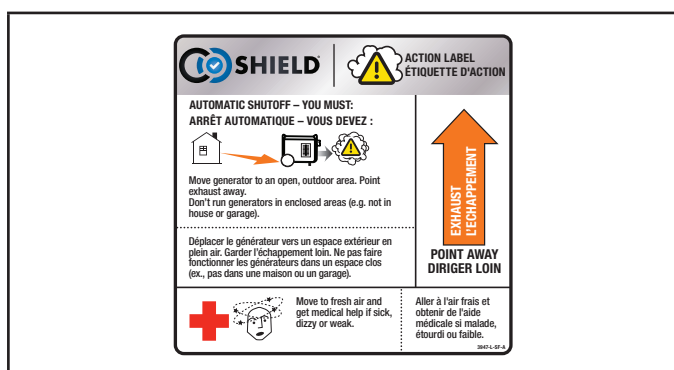 CO SHIELD®
ACTION LABEL
ÉTIQUETTE D'ACTION
AUTOMATIC SHUTOFF – YOU MUST:
ARRÊT AUTOMATIQUE – VOUS DEVEZ :
Move generator to an open, outdoor area. Point
exhaust away.
Don't run generators in enclosed areas (e.g. not in
house or garage).
Déplacer le générateur vers un espace extérieur en
plein air. Garder l'échappement loin. Ne pas faire
fonctionner les générateurs dans un espace clos
(ex., pas dans une maison ou un garage).
EXHAUST
L'ECHAPPEMENT
POINT AWAY
DIRIGER LOIN
Move to fresh air and
get medical help if sick,
dizzy or weak.
Aller à l'air frais et
obtenir de l'aide
médicale si malade,
étourdi ou faible.
3947-L-SF-A